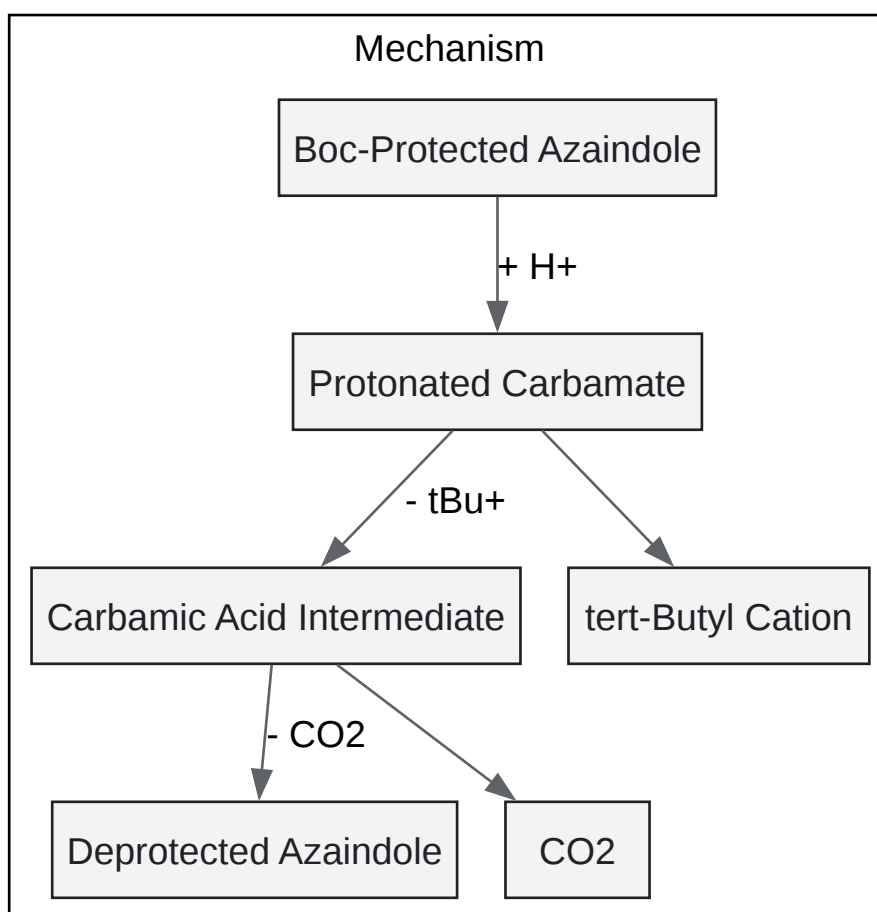 Mechanism
Boc-Protected Azaindole
+ H+
Protonated Carbamate
- tBu+
Carbamic Acid Intermediate
tert-Butyl Cation
- CO2
Deprotected Azaindole
CO2